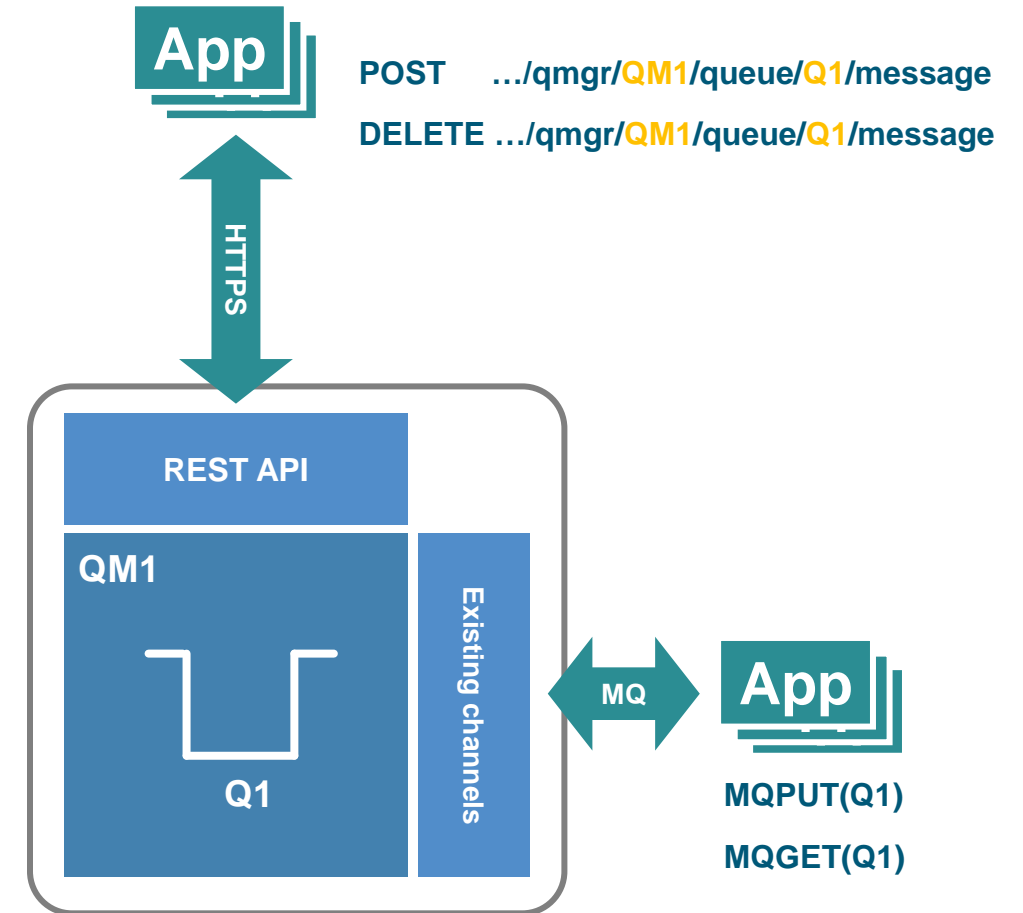 App
POST …/qmgr/QM1/queue/Q1/message
DELETE …/qmgr/QM1/queue/Q1/message
HTTPS
REST API
QM1
Q1
Existing channels
MQ
App
MQPUT(Q1)
MQGET(Q1)